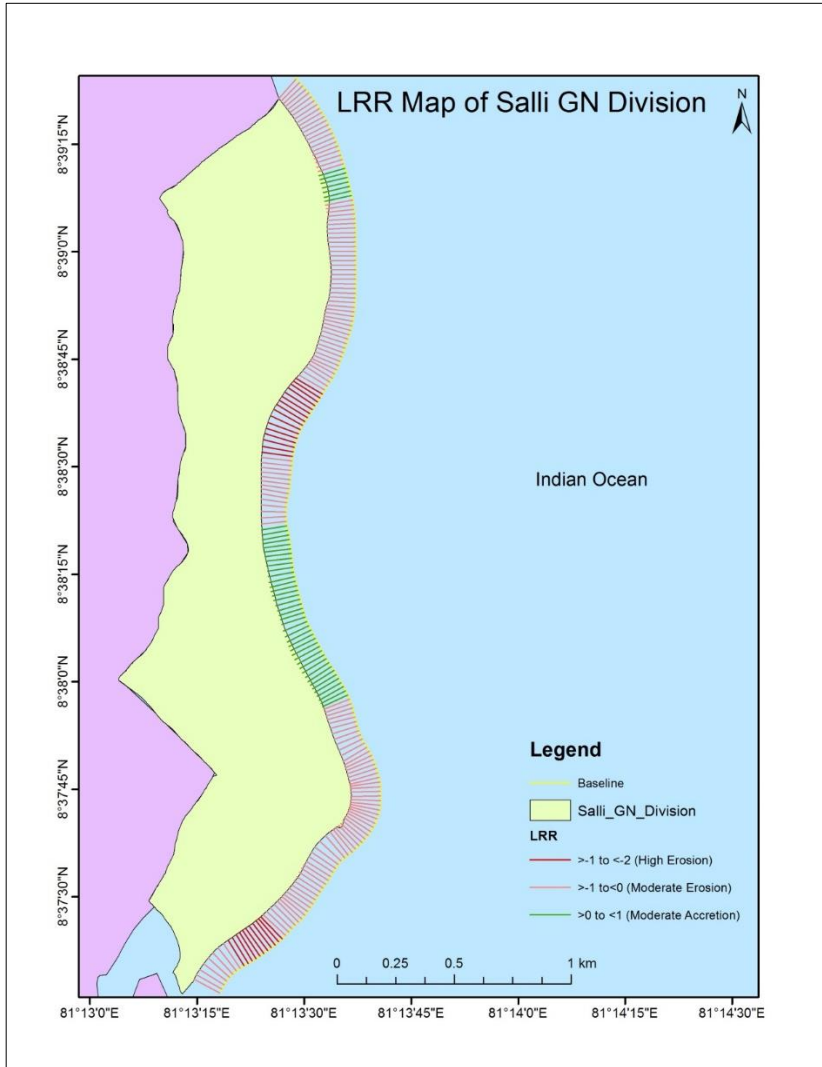 LRR Map of Salli GN Division
N
8°39'15"N
8°39'0"N
8°38'45"N
8°38'30"N
8°38'15"N
8°38'0"N
8°37'45"N
8°37'30"N
Indian Ocean
Legend
Baseline
Salli_GN_Division
LRR
>-1 to <-2 (High Erosion)
>-1 to<0 (Moderate Erosion)
>0 to <1 (Moderate Accretion)
0 0.25 0.5 1 km
81°13'0"E 81°13'15"E 81°13'30"E 81°13'45"E 81°14'0"E 81°14'15"E 81°14'30"E